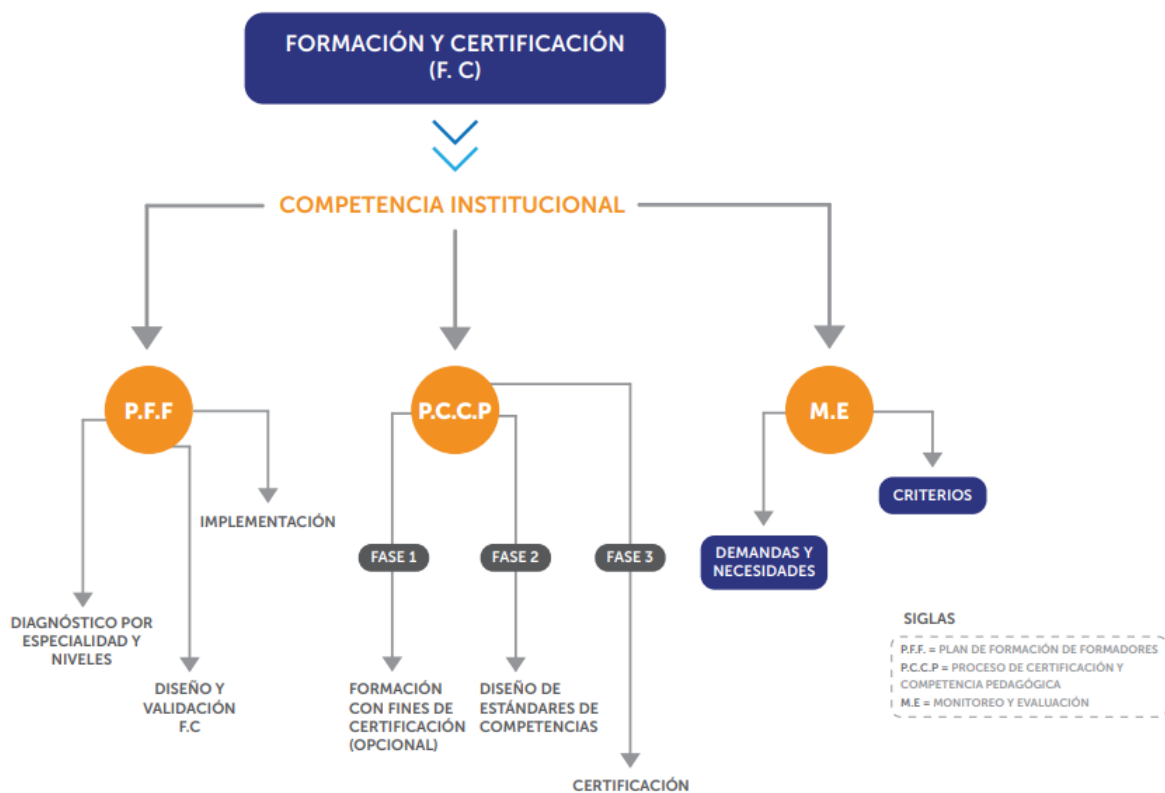 FORMACIÓN Y CERTIFICACIÓN
(F. C)
COMPETENCIA INSTITUCIONAL
P.F.F
P.C.C.P
M.E
CRITERIOS
IMPLEMENTACIÓN
FASE 1
FASE 2
FASE 3
DEMANDAS Y
NECESIDADES
DIAGNÓSTICO POR
ESPECIALIDAD Y
NIVELES
DISEÑO Y
VALIDACIÓN
F.C
FORMACIÓN
CON FINES DE
CERTIFICACIÓN
(OPCIONAL)
DISEÑO DE
ESTÁNDARES DE
COMPETENCIAS
CERTIFICACIÓN
SIGLAS
P.F.F. = PLAN DE FORMACIÓN DE FORMADORES
P.C.C.P = PROCESO DE CERTIFICACIÓN Y
COMPETENCIA PEDAGÓGICA
M.E = MONITOREO Y EVALUACIÓN